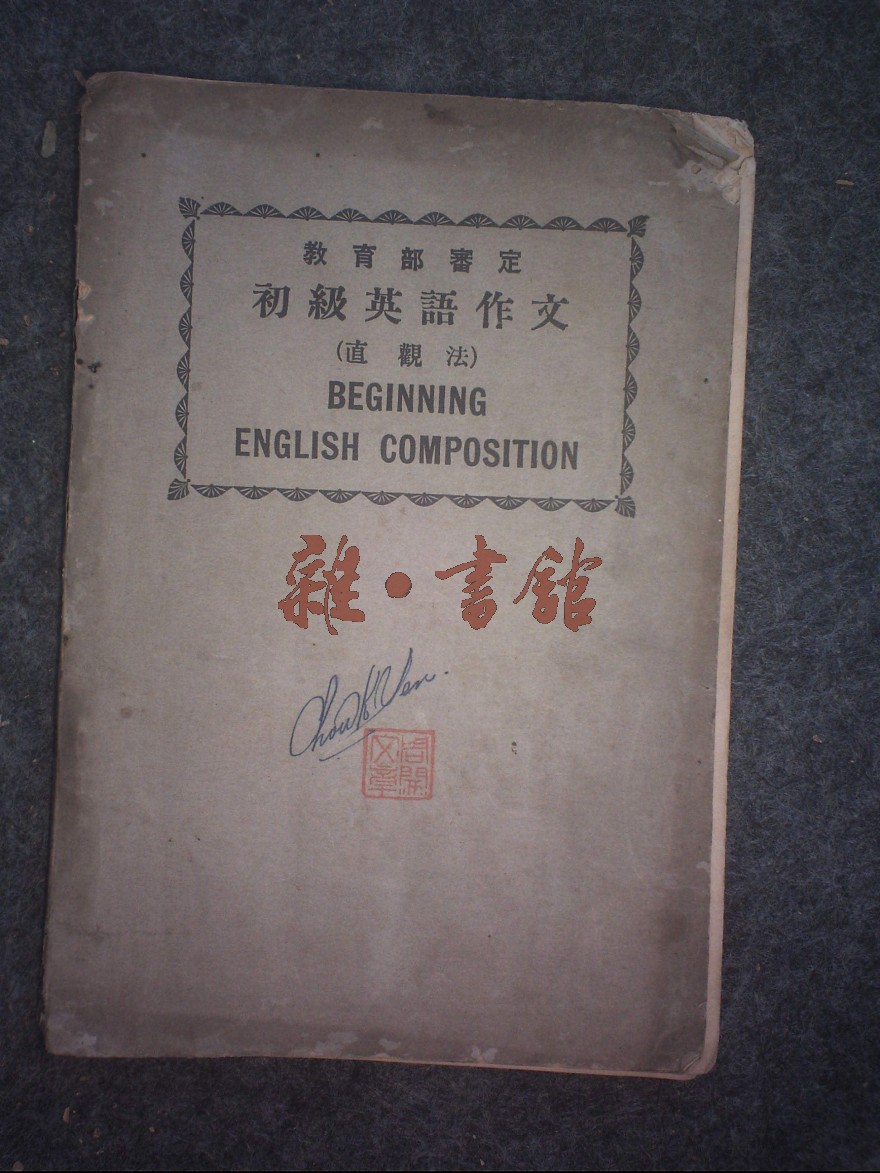 教育部審定
初級英語作文
(直觀法)
BEGINNING
ENGLISH COMPOSITION
雜·書館